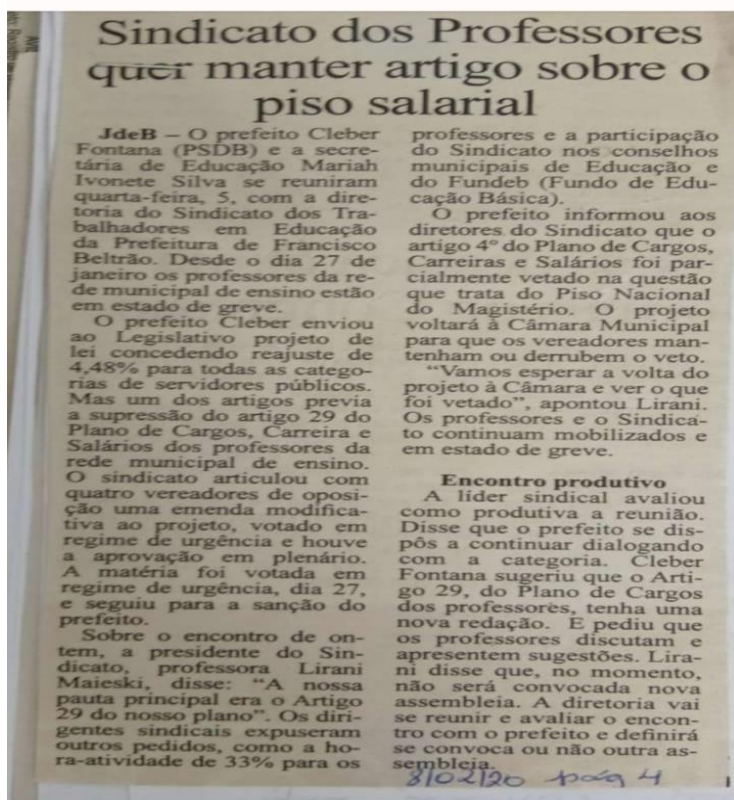 Sindicato dos Professores
quer manter artigo sobre o
piso salarial
JdeB – O prefeito Cleber
Fontana (PSDB) e a secre-
tária de Educação Mariah
Ivonete Silva se reuniram
quarta-feira, 5, com a dire-
toria do Sindicato dos Tra-
balhadores em Educação
da Prefeitura de Francisco
Beltrão. Desde o dia 27 de
janeiro os professores da re-
de municipal de ensino estão
em estado de greve.
O prefeito Cleber enviou
ao Legislativo projeto de
lei concedendo reajuste de
4,48% para todas as catego-
rias de servidores públicos.
Mas um dos artigos previa
a supressão do artigo 29 do
Plano de Cargos, Carreira e
Salários dos professores da
rede municipal de ensino.
O sindicato articulou com
quatro vereadores de oposi-
ção uma emenda modifica-
tiva ao projeto, votado em
regime de urgência e houve
a aprovação em plenário.
A matéria foi votada em
regime de urgência, dia 27,
e seguiu para a sanção do
prefeito.
Sobre o encontro de on-
tem, a presidente do Sin-
dicato, professora Lirani
Maieski, disse: “A nossa
pauta principal era o Artigo
29 do nosso plano”. Os diri-
gentes sindicais expuseram
outros pedidos, como a ho-
ra-atividade de 33% para os
professores e a participação
do Sindicato nos conselhos
municipais de Educação e
do Fundeb (Fundo de Edu-
cação Básica).
O prefeito informou aos
diretores do Sindicato que o
artigo 4º do Plano de Cargos,
Carreiras e Salários foi par-
cialmente vetado na questão
que trata do Piso Nacional
do Magistério. O projeto
voltará à Câmara Municipal
para que os vereadores man-
tenham ou derrubem o veto.
“Vamos esperar a volta do
projeto à Câmara e ver o que
foi vetado”, apontou Lirani.
Os professores e o Sindica-
to continuam mobilizados e
em estado de greve.
Encontro produtivo
A líder sindical avaliou
como produtiva a reunião.
Disse que o prefeito se dis-
pôs a continuar dialogando
com a categoria. Cleber
Fontana sugeriu que o Arti-
go 29, do Plano de Cargos
dos professores, tenha uma
nova redação. E pediu que
os professores discutam e
apresentem sugestões. Lira-
ni disse que, no momento,
não será convocada nova
assembleia. A diretoria vai
se reunir e avaliar o encon-
tro com o prefeito e definirá
se convoca ou não outra as-
sembleia.
8/02/20 pág 4